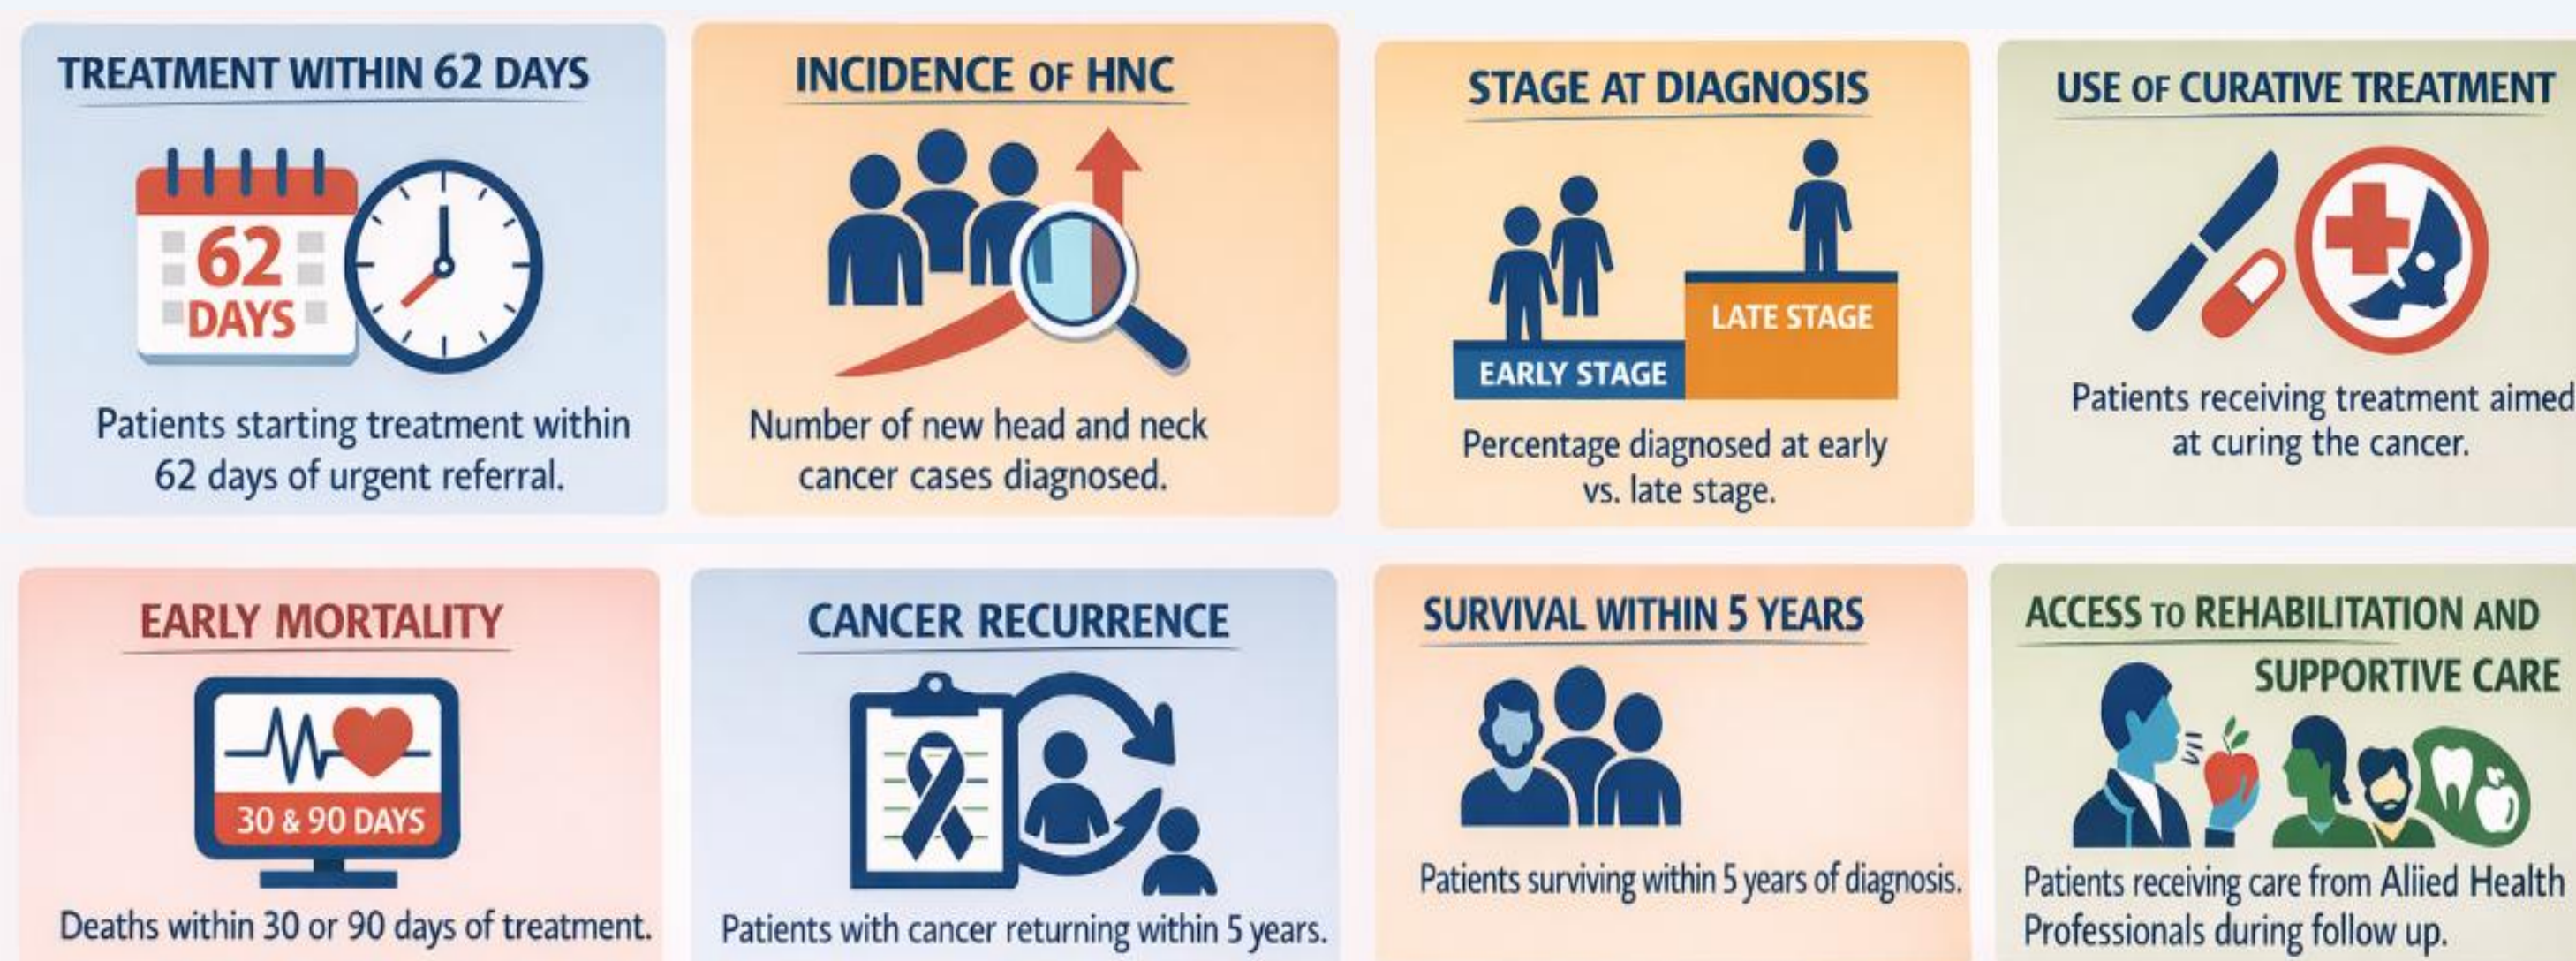 TREATMENT WITHIN 62 DAYS
62
DAYS
Patients starting treatment within
62 days of urgent referral.
INCIDENCE OF HNC
Number of new head and neck
cancer cases diagnosed.
STAGE AT DIAGNOSIS
EARLY STAGE
LATE STAGE
Percentage diagnosed at early
vs. late stage.
USE OF CURATIVE TREATMENT
Patients receiving treatment aimed
at curing the cancer.
EARLY MORTALITY
30 & 90 DAYS
Deaths within 30 or 90 days of treatment.
CANCER RECURRENCE
Patients with cancer returning within 5 years.
SURVIVAL WITHIN 5 YEARS
Patients surviving within 5 years of diagnosis.
ACCESS TO REHABILITATION AND
SUPPORTIVE CARE
Patients receiving care from Aliied Health
Professionals during follow up.